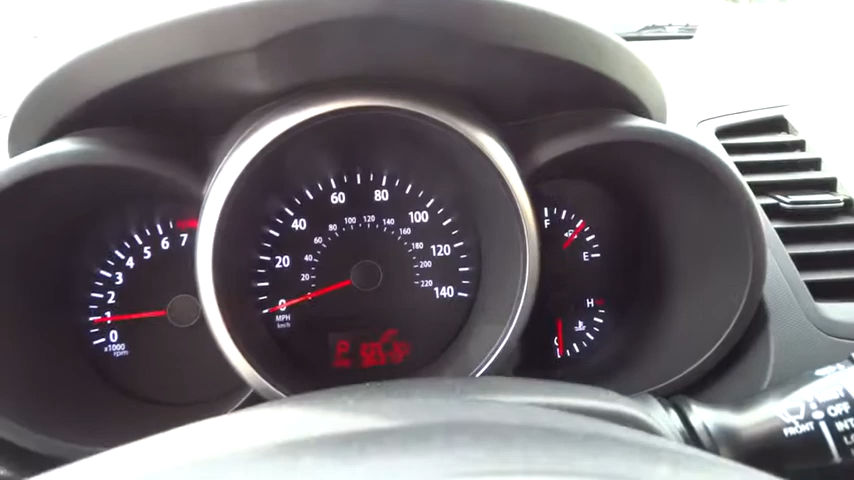 0 1 2 3 4 5 6 7
x1000
rpm
0 20 40 60 80 100 120 140
20 40 60 80 100 120 140 160 180 200 220
MPH
km/h
P
F
E
H
C
FRONT
OFF
INT